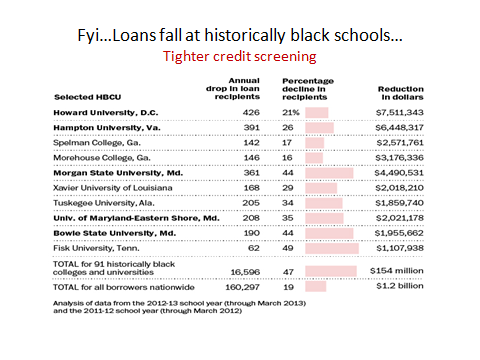 Fyi...Loans fall at historically black schools...
Tighter credit screening
Selected HBCU Annual drop in loan recipients Percentage decline in recipients Reduction in dollars
Howard University, D.C. 426 21% $7,511,343
Hampton University, Va. 391 26 $6,448,317
Spelman College, Ga. 142 17 $2,571,761
Morehouse College, Ga. 146 16 $3,176,336
Morgan State University, Md. 361 44 $4,490,531
Xavier University of Louisiana 168 29 $2,018,210
Tuskegee University, Ala. 205 34 $1,859,740
Univ. of Maryland-Eastern Shore, Md. 208 35 $2,021,178
Bowie State University, Md. 190 44 $1,955,662
Fisk University, Tenn. 62 49 $1,107,938
TOTAL for 91 historically black
colleges and universities 16,596 47 $154 million
TOTAL for all borrowers nationwide 160,297 19 $1.2 billion
Analysis of data from the 2012-13 school year (through March 2013)
and the 2011-12 school year (through March 2012)